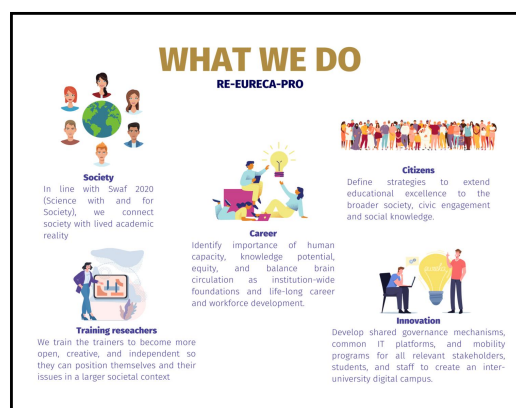 WHAT WE DO
RE-EURECA-PRO
Society
In line with Swaf 2020
(Science with and for
Society), we connect
society with lived academic
reality
Citizens
Define strategies to extend
educational excellence to the
broader society, civic engagement
and social knowledge.
Career
Identify importance of human
capacity, knowledge potential,
equity, and balance brain
circulation as institution-wide
foundations and life-long career
and workforce development.
Training reseachers
We train the trainers to become more
open, creative, and independent so
they can position themselves and their
issues in a larger societal context
Innovation
Develop shared governance mechanisms,
common IT platforms, and mobility
programs for all relevant stakeholders,
students, and staff to create an inter-
university digital campus.